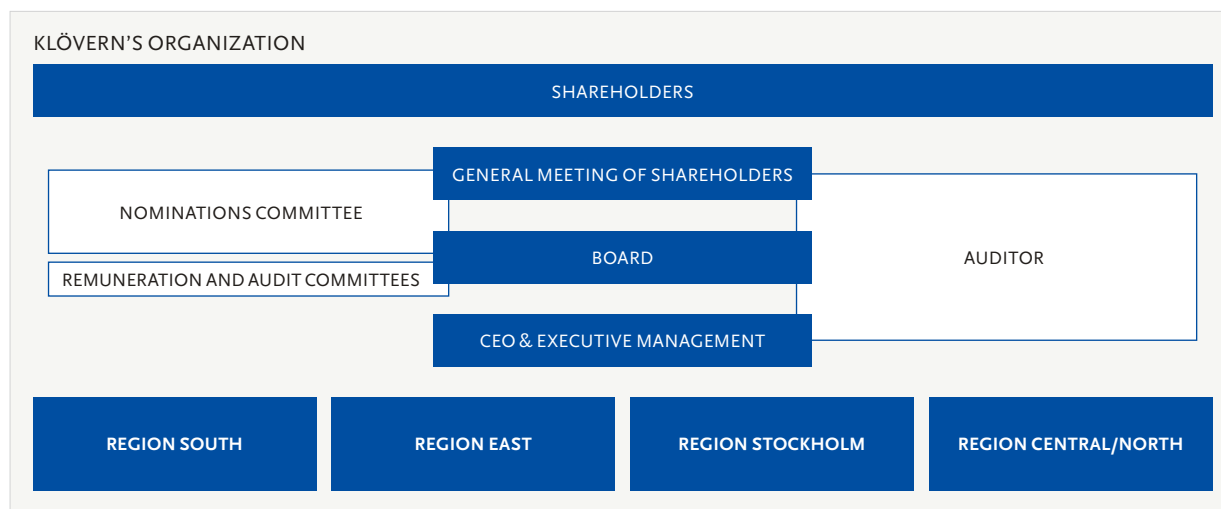 KLÖVERN’S ORGANIZATION
SHAREHOLDERS
GENERAL MEETING OF SHAREHOLDERS
NOMINATIONS COMMITTEE
BOARD
AUDITOR
REMUNERATION AND AUDIT COMMITTEES
CEO & EXECUTIVE MANAGEMENT
REGION SOUTH
REGION EAST
REGION STOCKHOLM
REGION CENTRAL/NORTH